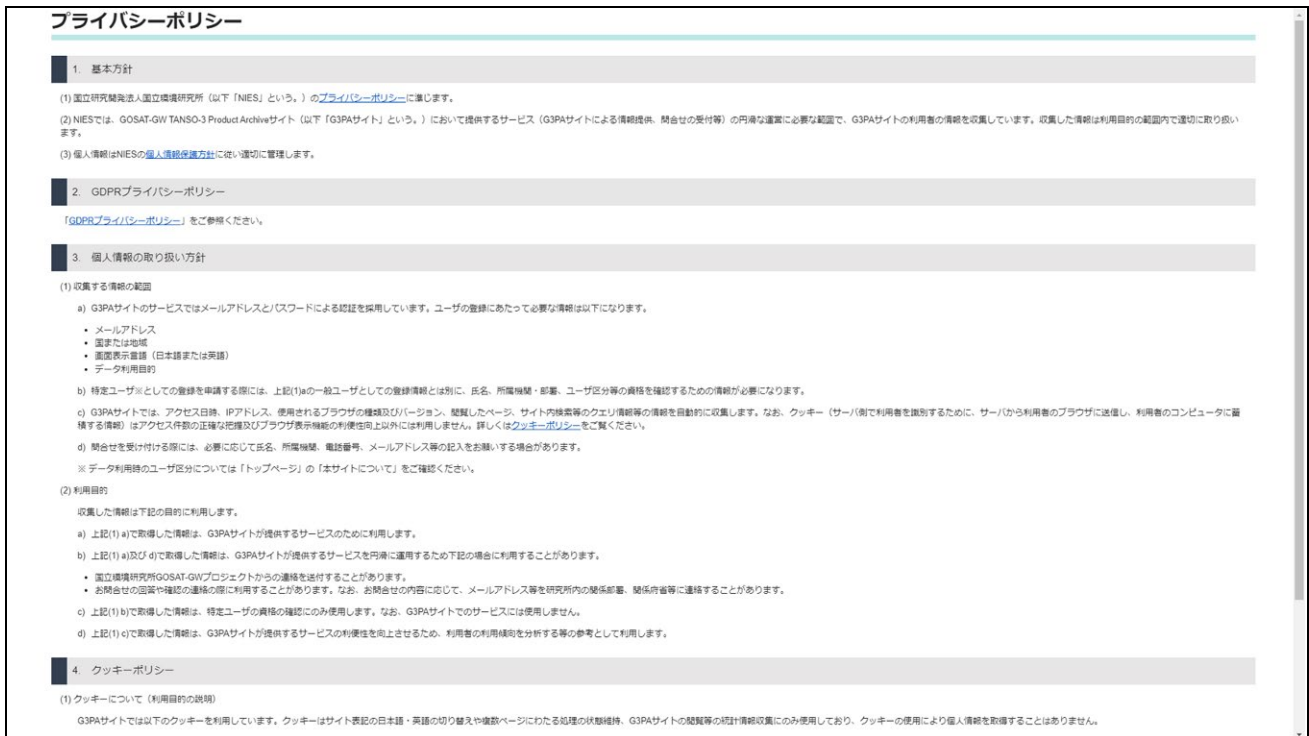 プライバシーポリシー
1. 基本方針
(1) 国立研究開発法人国立環境研究所（以下「NIES」という。）のプライバシーポリシーに準じます。
(2) NIESでは、GOSAT-GW TANSO-3 Product Archiveサイト（以下「G3PAサイト」という。）において提供するサービス（G3PAサイトによる情報提供、問合せの受付等）の円滑な運営に必要な範囲で、G3PAサイトの利用者の情報を収集しています。収集した情報は利用目的の範囲内で適切に取り扱い
ます。
(3) 個人情報はNIESの個人情報保護方針に従い適切に管理します。
2. GDPRプライバシーポリシー
「GDPRプライバシーポリシー」をご参照ください。
3. 個人情報の取り扱い方針
(1) 収集する情報の範囲
a) G3PAサイトのサービスではメールアドレスとパスワードによる認証を採用しています。ユーザの登録にあたって必要な情報は以下になります。
• メールアドレス
• 国または地域
• 画面表示言語（日本語または英語）
• データ利用目的
b) 特定ユーザ※としての登録を申請する際には、上記(1)aの一般ユーザとしての登録情報とは別に、氏名、所属機関・部署、ユーザ区分等の資格を確認するための情報が必要になります。
c) G3PAサイトでは、アクセス日時、IPアドレス、使用されるブラウザの種類及びバージョン、閲覧したページ、サイト内検索等のクエリ情報等の情報を自動的に収集します。なお、クッキー（サーバ側で利用者を識別するために、サーバから利用者のブラウザに送信し、利用者のコンピュータに蓄
積する情報）はアクセス件数の正確な把握及びブラウザ表示機能の利便性向上以外には利用しません。詳しくはクッキーポリシーをご覧ください。
d) 問合せを受け付ける際には、必要に応じて氏名、所属機関、電話番号、メールアドレス等の記入をお願いする場合があります。
※ データ利用時のユーザ区分については「トップページ」の「本サイトについて」をご確認ください。
(2) 利用目的
収集した情報は下記の目的に利用します。
a) 上記(1) a)で取得した情報は、G3PAサイトが提供するサービスのために利用します。
b) 上記(1) a)及び d)で取得した情報は、G3PAサイトが提供するサービスを円滑に運用するため下記の場合に利用することがあります。
• 国立環境研究所GOSAT-GWプロジェクトからの連絡を送付することがあります。
• お問合せの回答や確認の連絡の際に利用することがあります。なお、お問合せの内容に応じて、メールアドレス等を研究所内の関係部署、関係府省等に連絡することがあります。
c) 上記(1) b)で取得した情報は、特定ユーザの資格の確認にのみ使用します。なお、G3PAサイトでのサービスには使用しません。
d) 上記(1) c)で取得した情報は、G3PAサイトが提供するサービスの利便性を向上させるため、利用者の利用傾向を分析する等の参考として利用します。
4. クッキーポリシー
(1) クッキーについて（利用目的の説明）
G3PAサイトでは以下のクッキーを利用しています。クッキーはサイト表記の日本語・英語の切り替えや複数ページにわたる処理の状態維持、G3PAサイトの閲覧等の統計情報収集にのみ使用しており、クッキーの使用により個人情報を取得することはありません。